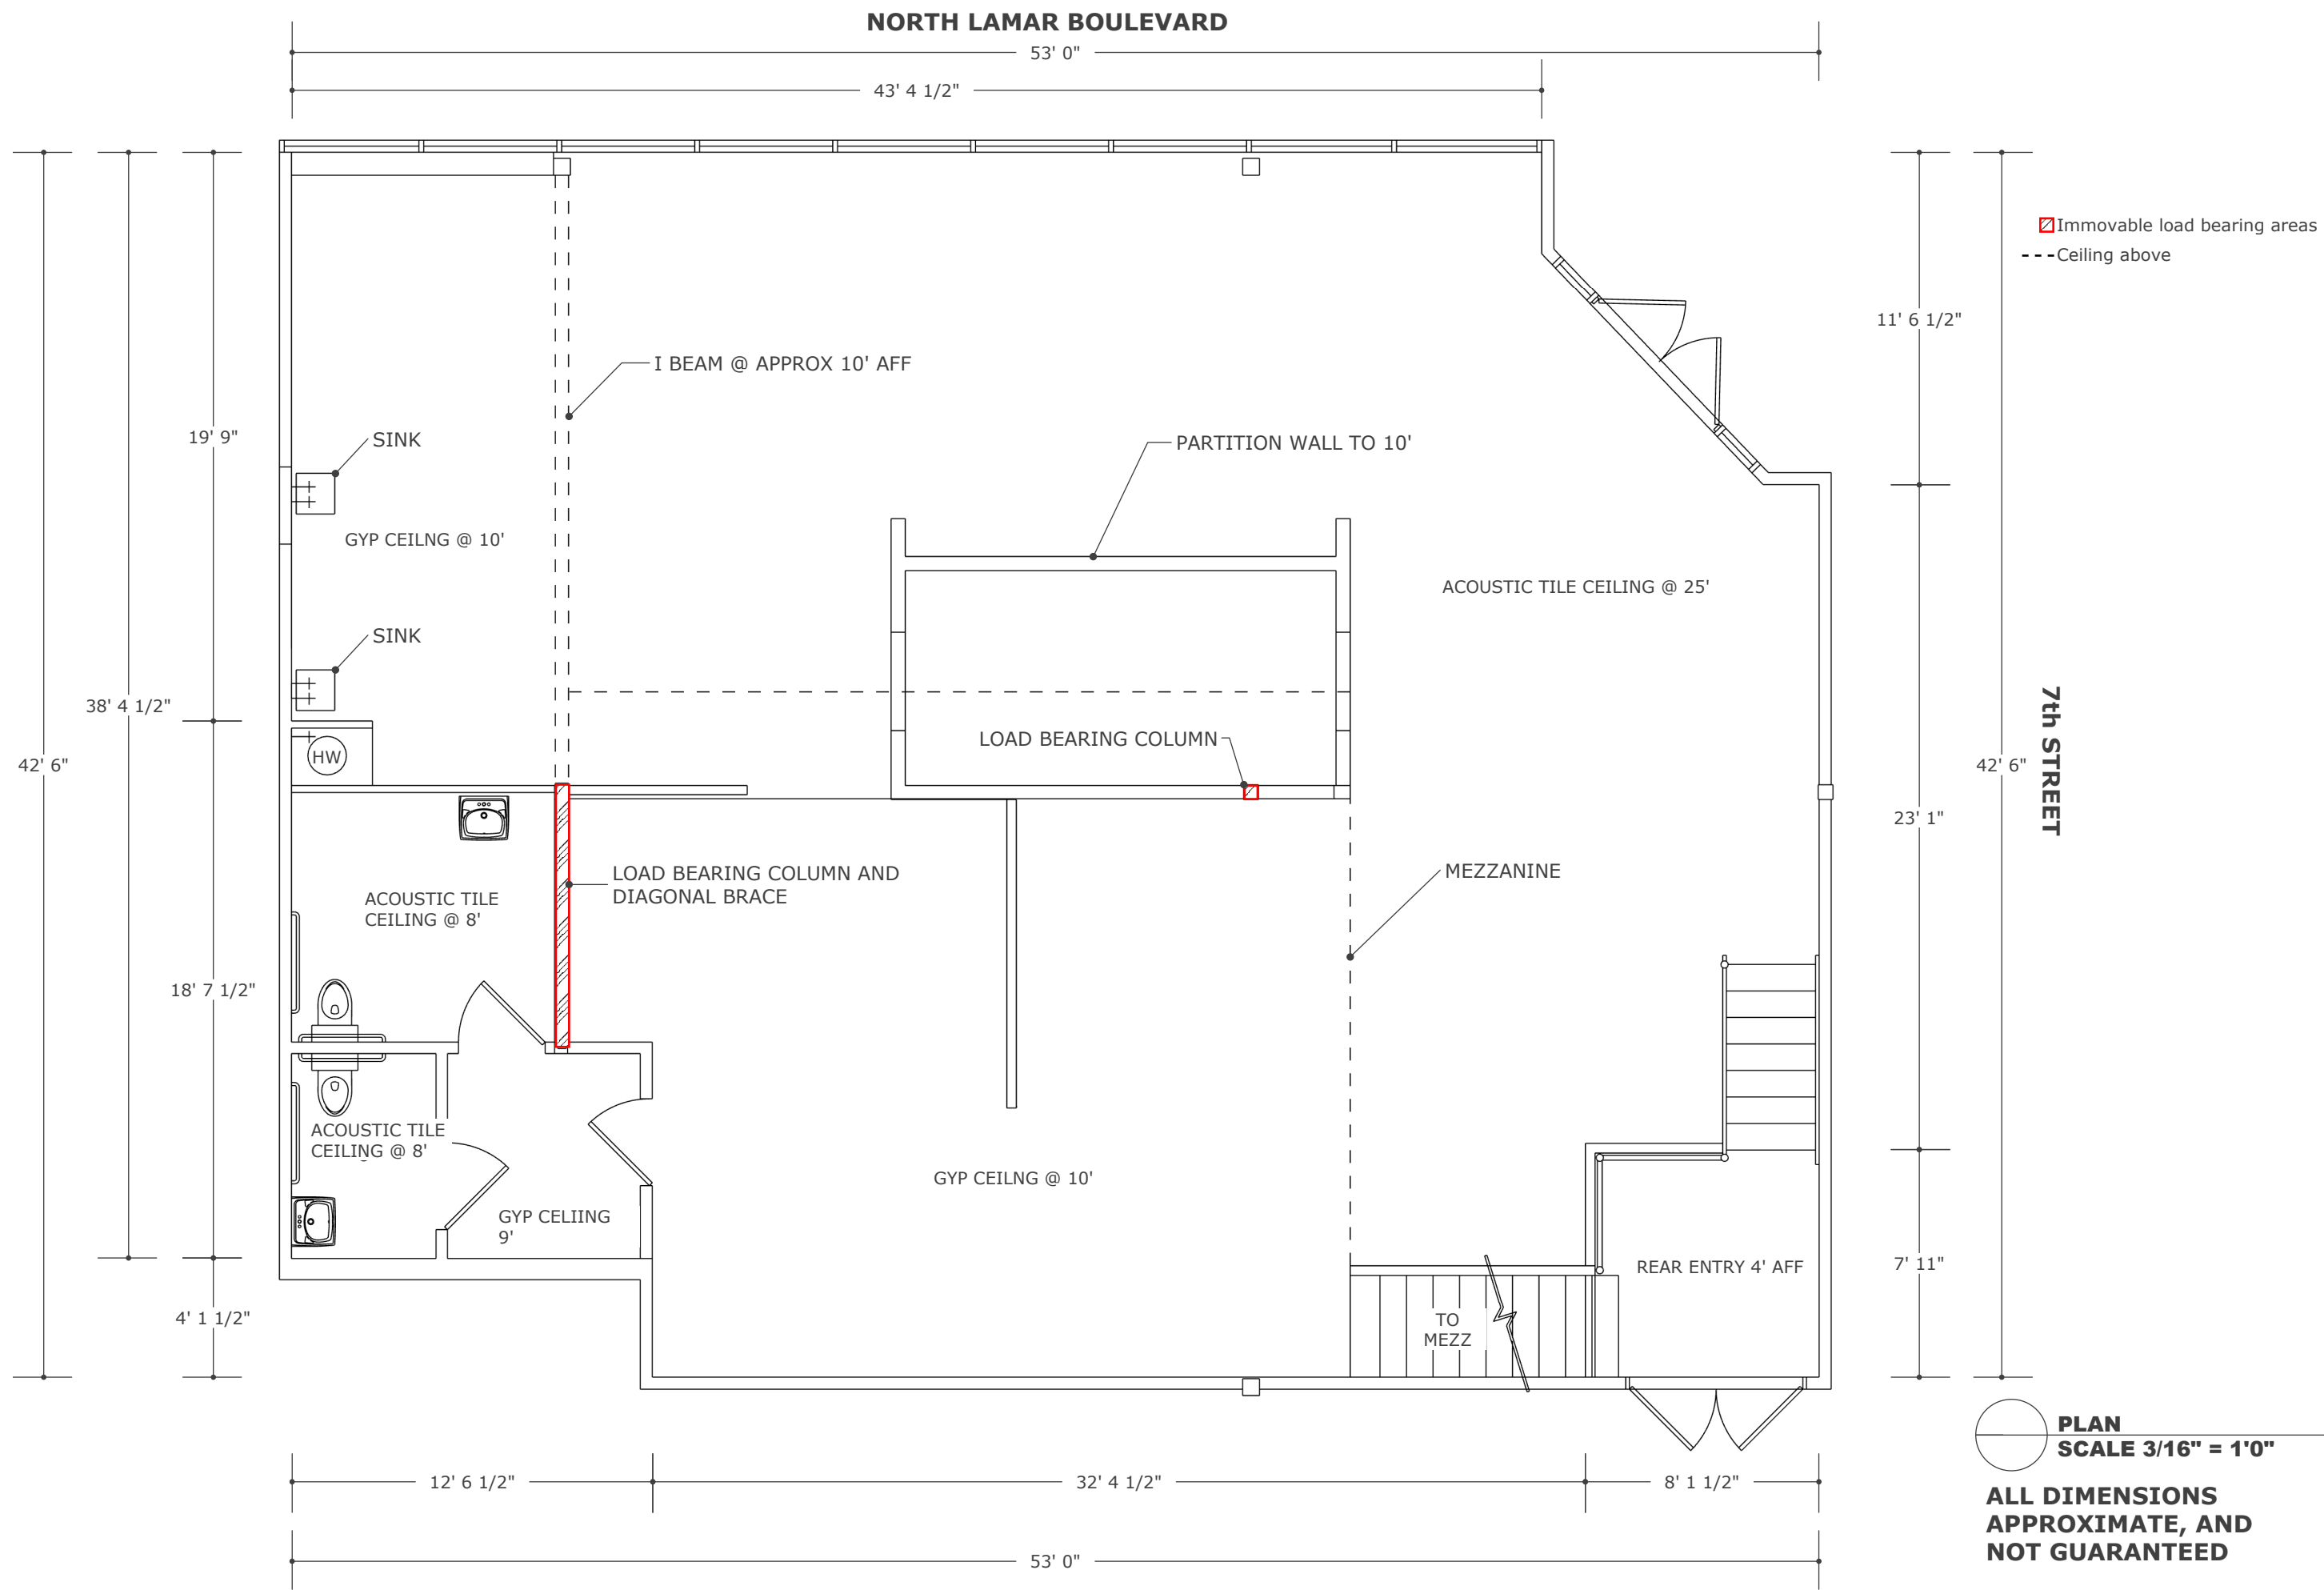 NORTH LAMAR BOULEVARD
53' 0"
43' 4 1/2"
Immovable load bearing areas
Ceiling above
11' 6 1/2"
I BEAM @ APPROX 10' AFF
19' 9"
SINK
PARTITION WALL TO 10'
GYP CEILNG @ 10'
ACOUSTIC TILE CEILING @ 25'
SINK
38' 4 1/2"
LOAD BEARING COLUMN
HW
42' 6"
42' 6"
7th STREET
23' 1"
LOAD BEARING COLUMN AND
DIAGONAL BRACE
MEZZANINE
ACOUSTIC TILE
CEILING @ 8'
18' 7 1/2"
ACOUSTIC TILE
CEILING @ 8'
GYP CEILNG @ 10'
GYP CELIING
9'
REAR ENTRY 4' AFF
7' 11"
4' 1 1/2"
TO
MEZZ
PLAN
SCALE 3/16" = 1'0"
12' 6 1/2"
32' 4 1/2"
8' 1 1/2"
ALL DIMENSIONS
APPROXIMATE, AND
NOT GUARANTEED
53' 0"